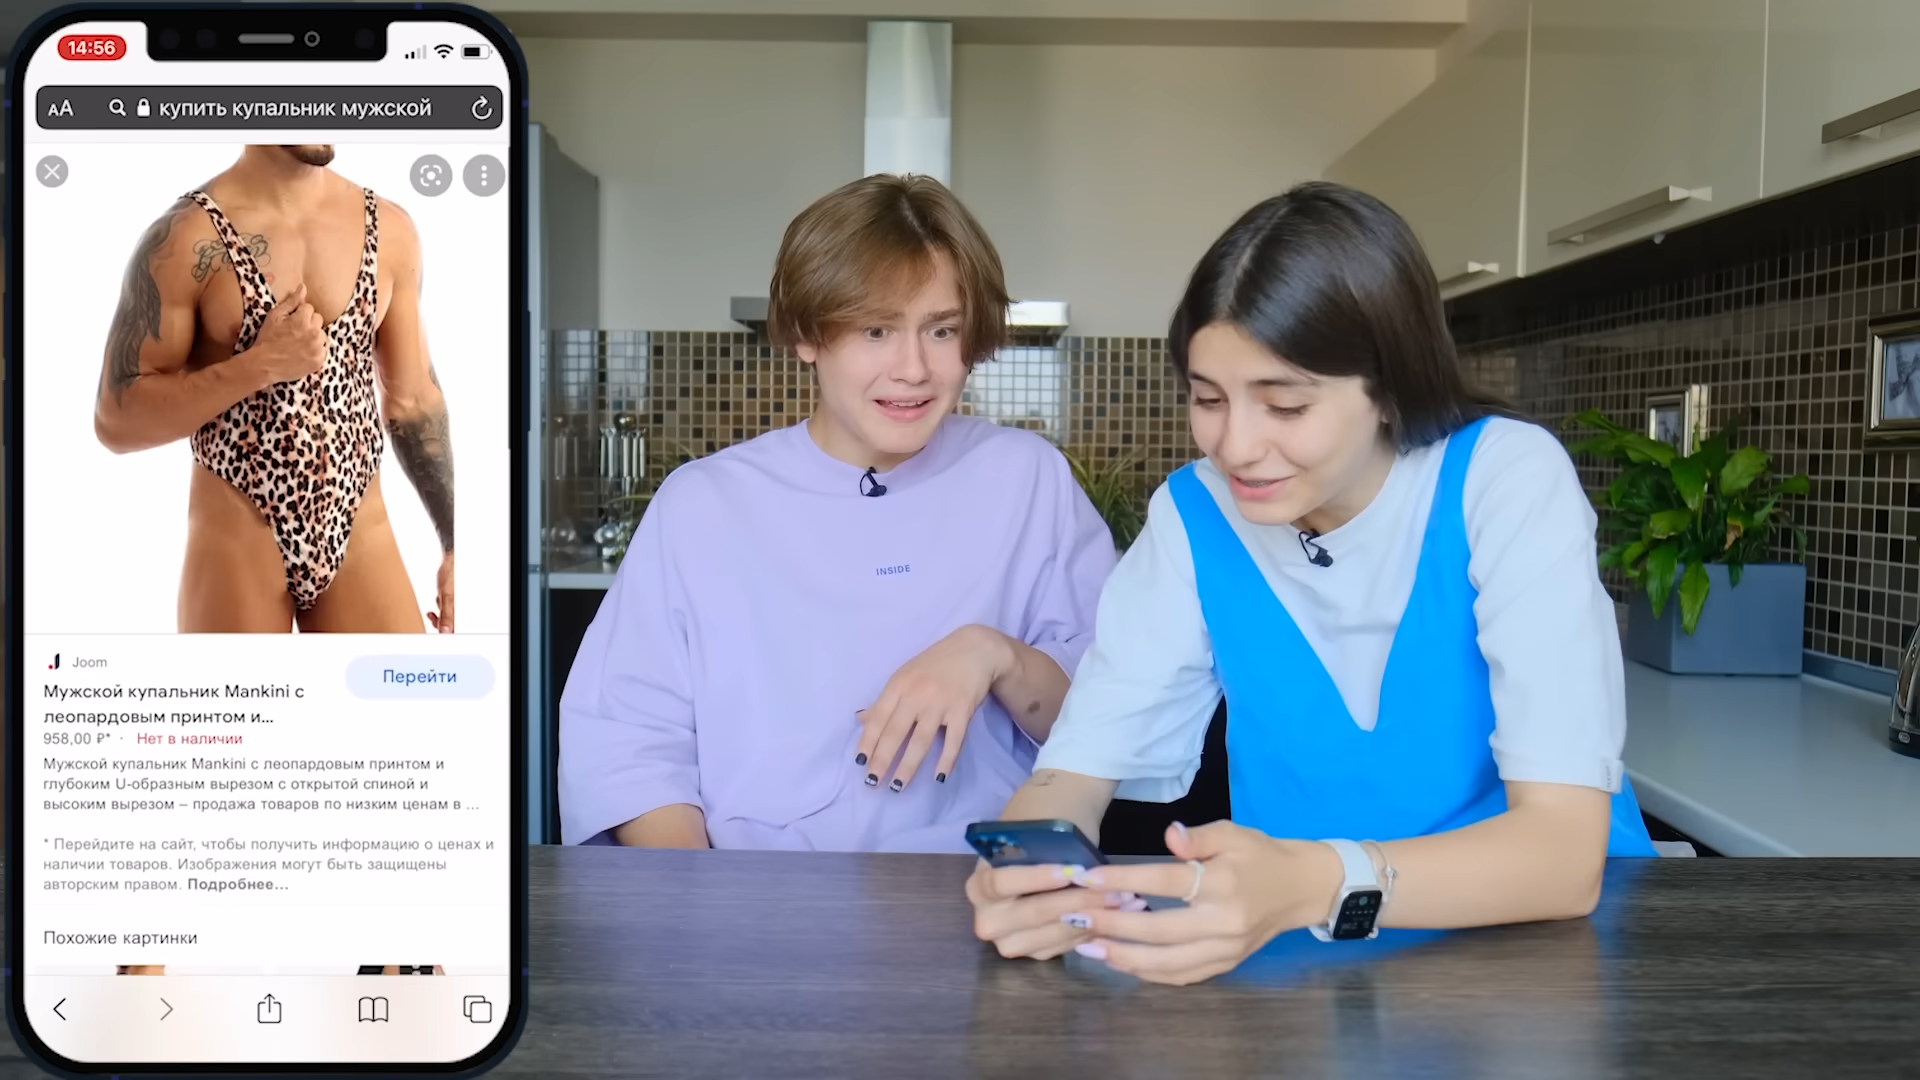 14:56
AA
купить купальник мужской
Joom
Перейти
Мужской купальник Mankini с
леопардовым принтом и...
958,00 ₽* · Нет в наличии
Мужской купальник Mankini с леопардовым принтом и
глубоким U-образным вырезом с открытой спиной и
высоким вырезом – продажа товаров по низким ценам в ...
* Перейдите на сайт, чтобы получить информацию о ценах и
наличии товаров. Изображения могут быть защищены
авторским правом. Подробнее...
Похожие картинки
INSIDE